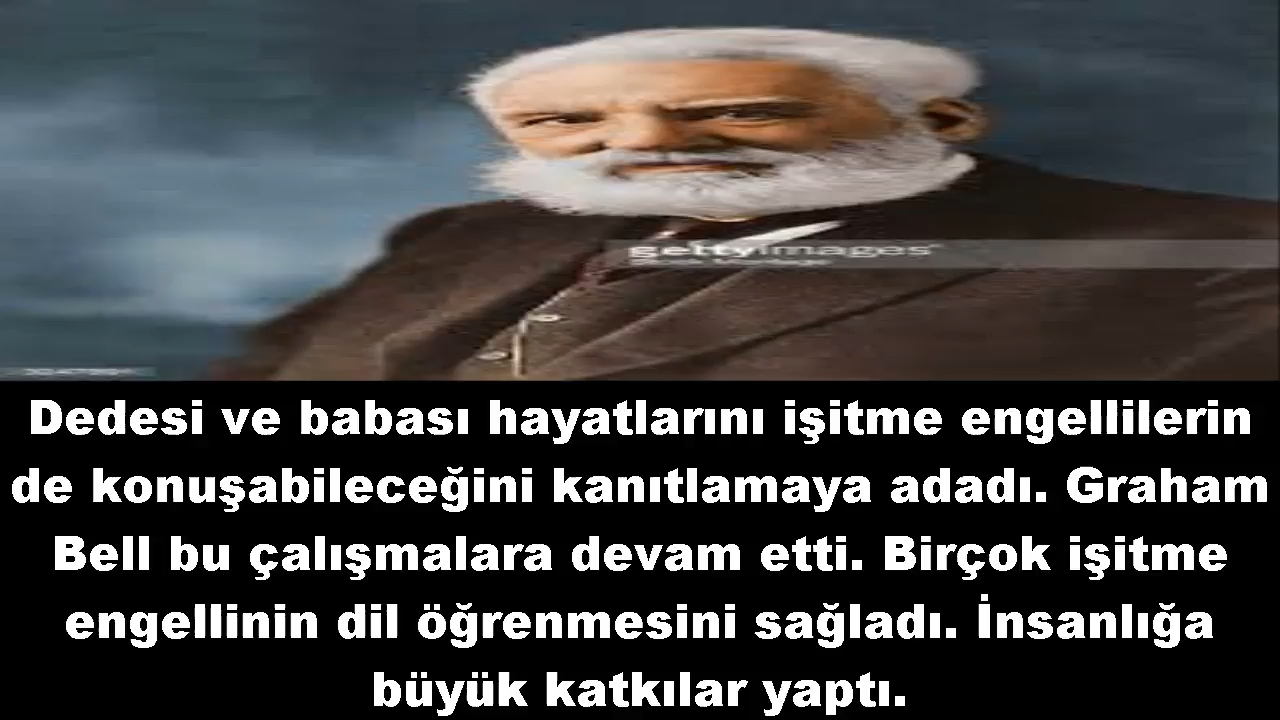 gettyimages
Dedesi ve babası hayatlarını işitme engellilerin
de konuşabileceğini kanıtlamaya adadı. Graham
Bell bu çalışmalara devam etti. Birçok işitme
engellinin dil öğrenmesini sağladı. İnsanlığa
büyük katkılar yaptı.